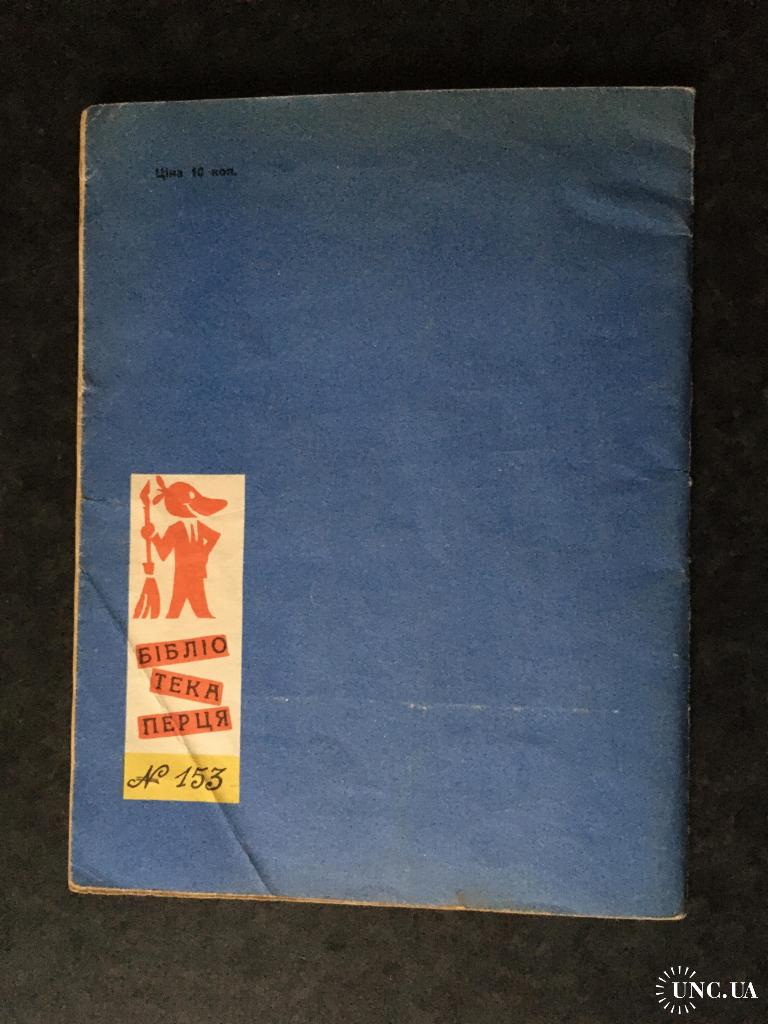 Ціна 10 коп.
БІБЛІО
ТЕКА
ПЕРЦЯ
№ 153
UNC.UA